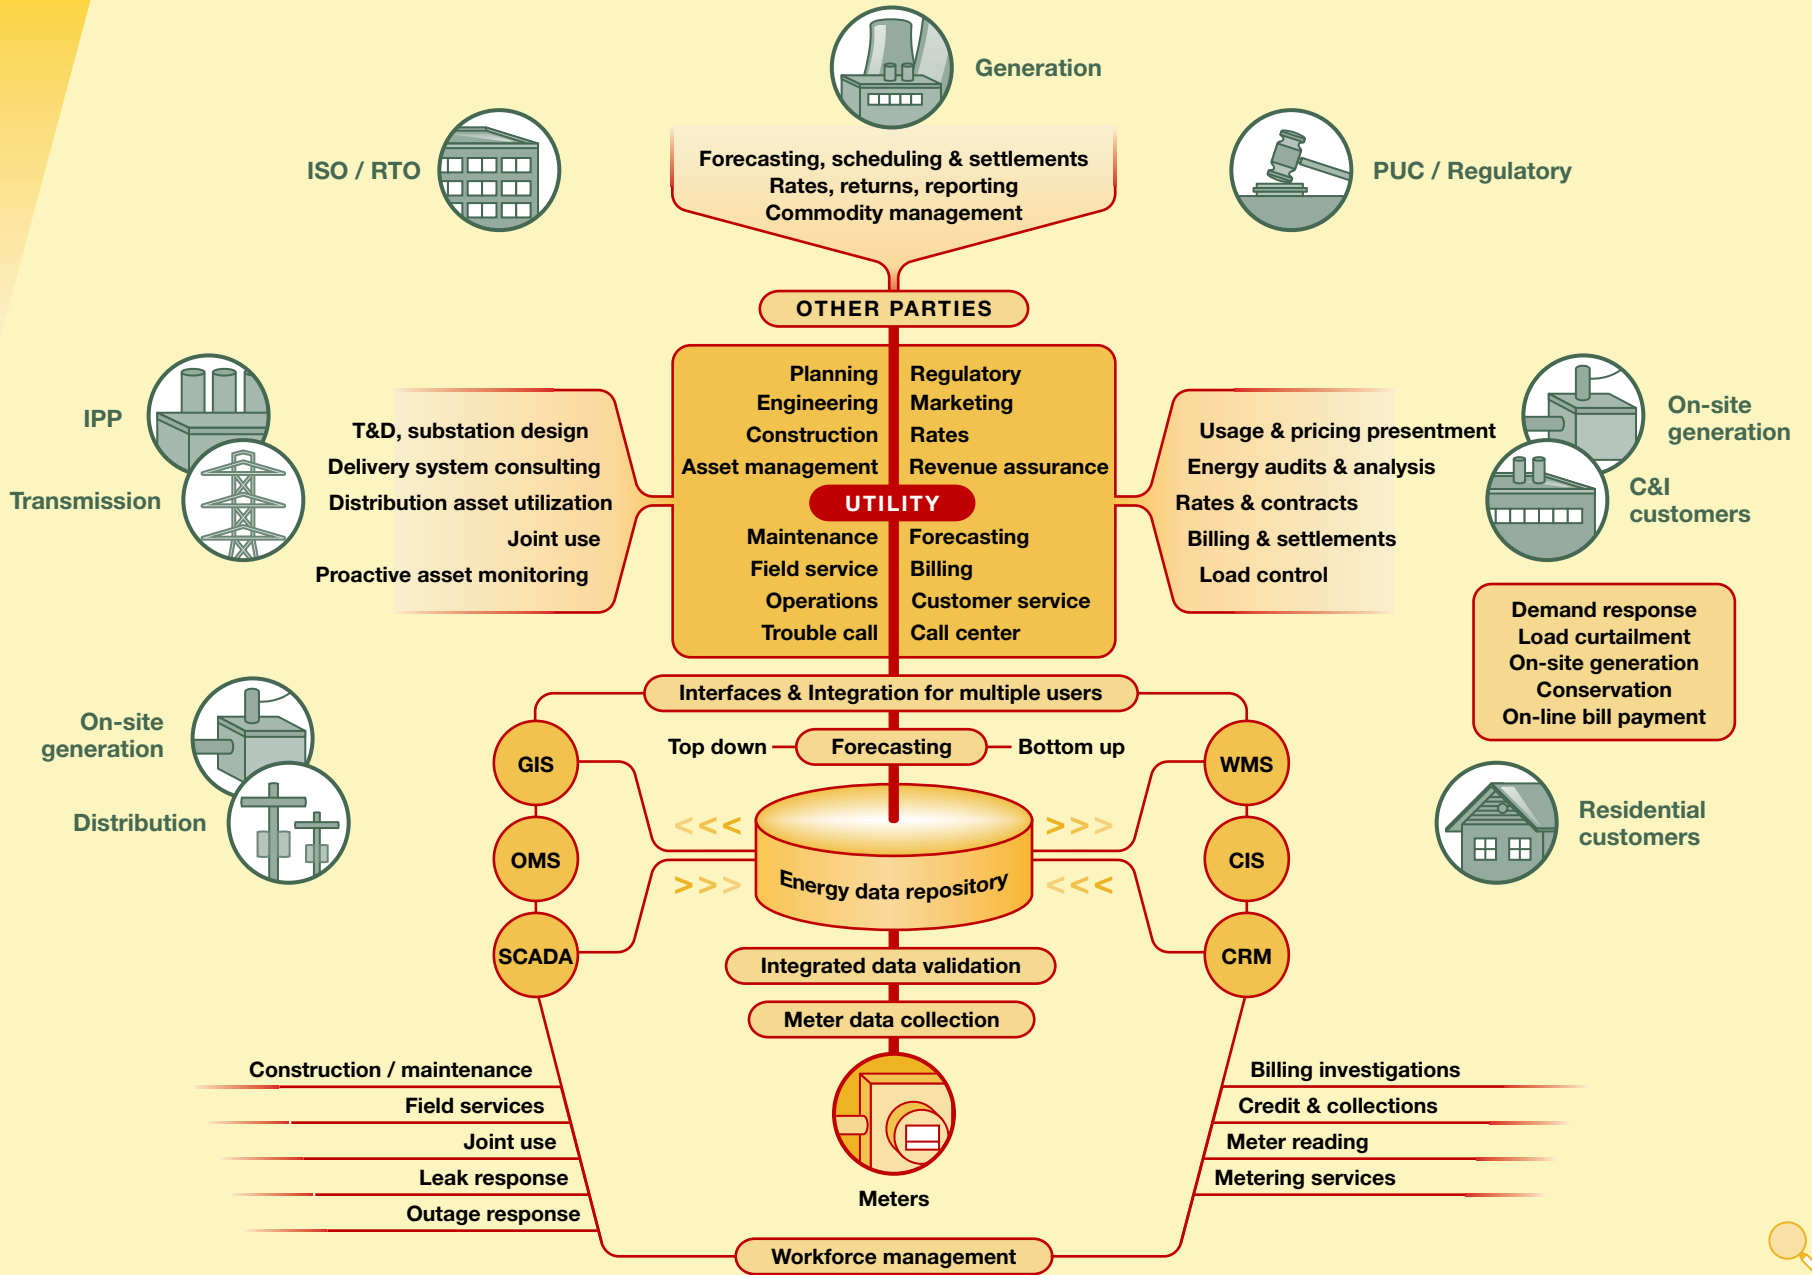 Generation
ISO / RTO
PUC / Regulatory
Forecasting, scheduling & settlements
Rates, returns, reporting
Commodity management
OTHER PARTIES
IPP
Transmission
T&D, substation design
Delivery system consulting
Distribution asset utilization
Joint use
Proactive asset monitoring
Planning
Engineering
Construction
Asset management
Regulatory
Marketing
Rates
Revenue assurance
UTILITY
Maintenance
Field service
Operations
Trouble call
Forecasting
Billing
Customer service
Call center
Usage & pricing presentment
Energy audits & analysis
Rates & contracts
Billing & settlements
Load control
On-site
generation
C&I
customers
Demand response
Load curtailment
On-site generation
Conservation
On-line bill payment
On-site
generation
Distribution
Interfaces & Integration for multiple users
Top down
Forecasting
Bottom up
GIS
OMS
SCADA
WMS
CIS
CRM
<<<
>>>
>>>
<<<
Energy data repository
Residential
customers
Integrated data validation
Meter data collection
Meters
Construction / maintenance
Field services
Joint use
Leak response
Outage response
Billing investigations
Credit & collections
Meter reading
Metering services
Workforce management